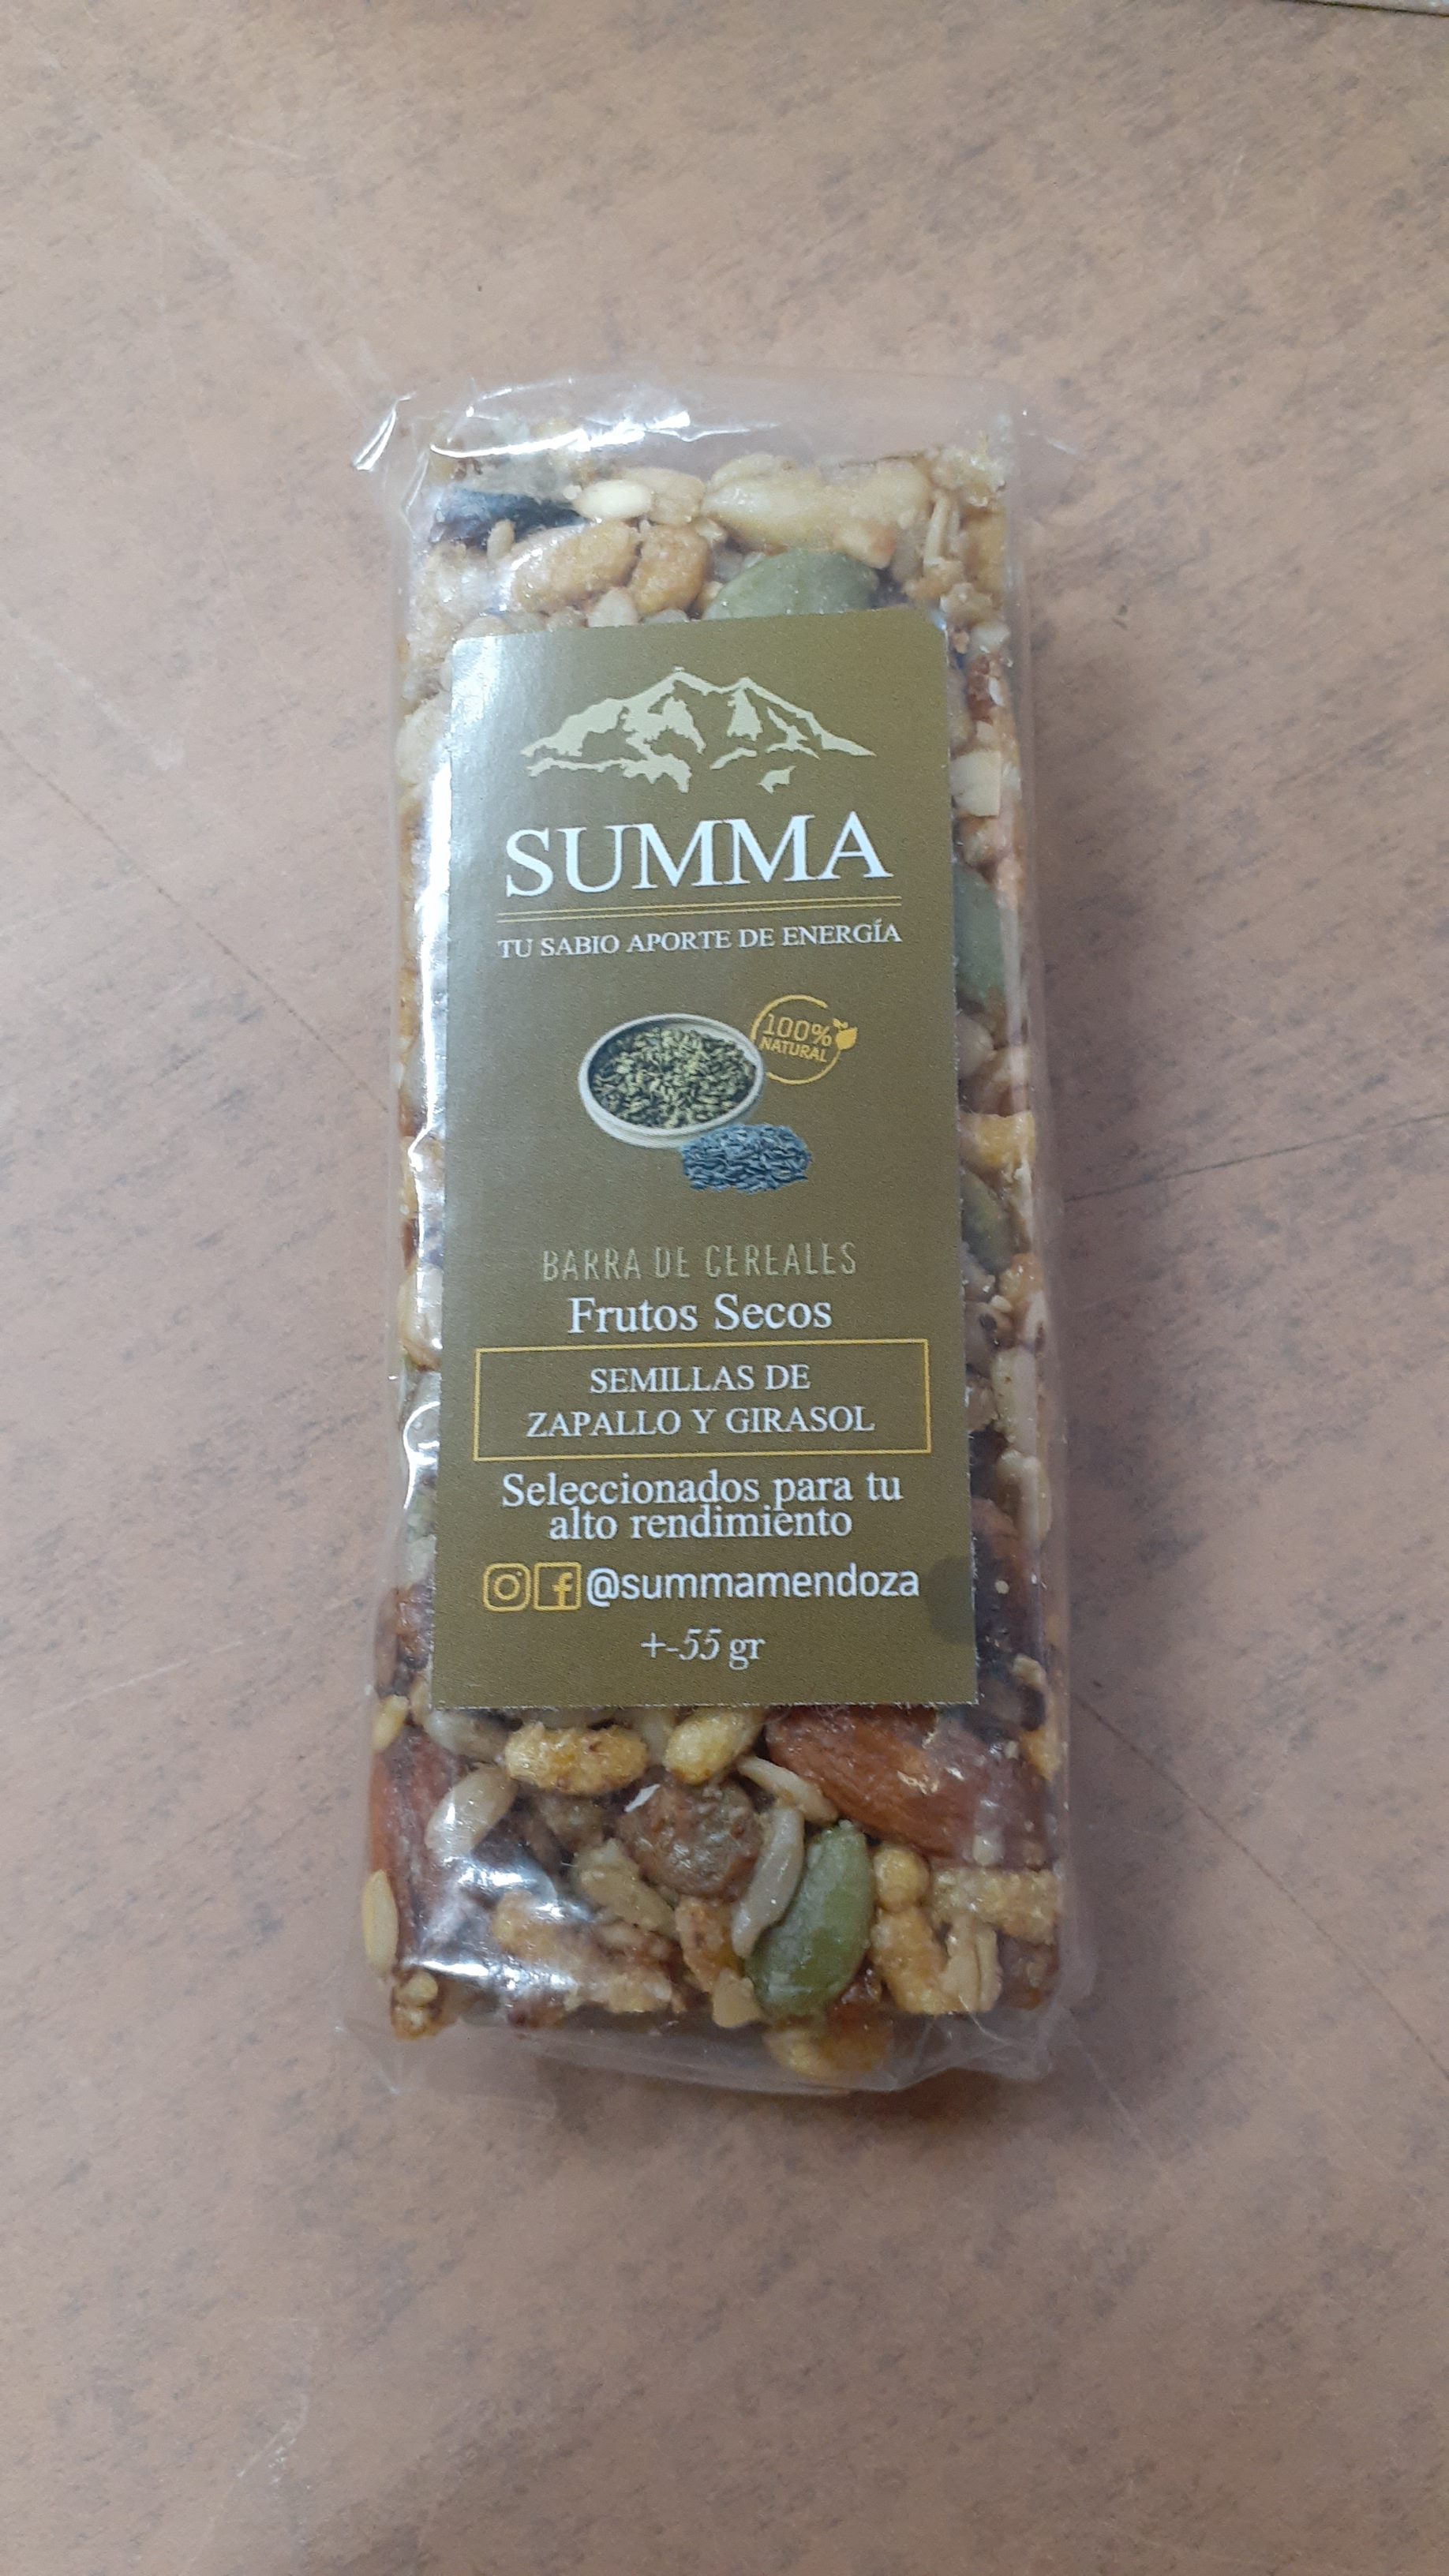 SUMMA
TU SABIO APORTE DE ENERGÍA
100%
NATURAL
BARRA DE CEREALES
Frutos Secos
SEMILLAS DE
ZAPALLO Y GIRASOL
Seleccionados para tu
alto rendimiento
@summamendoza
+-55 gr